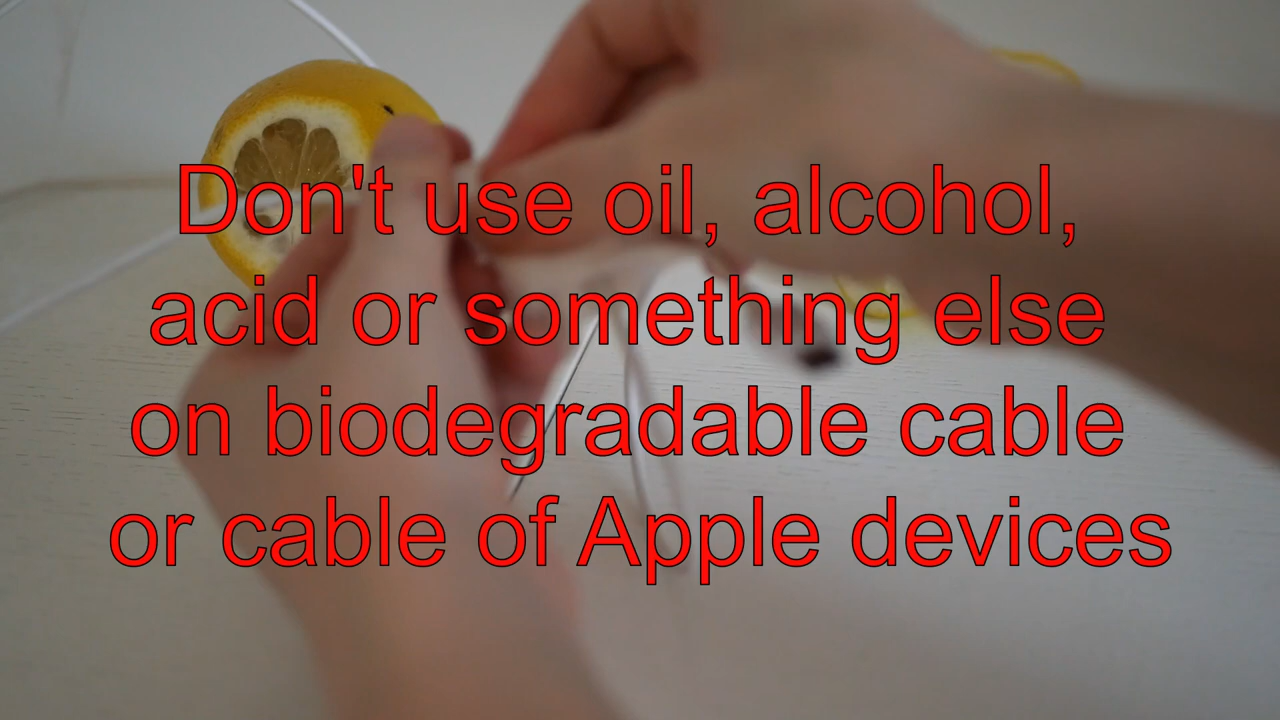 Don't use oil, alcohol,
acid or something else
on biodegradable cable
or cable of Apple devices